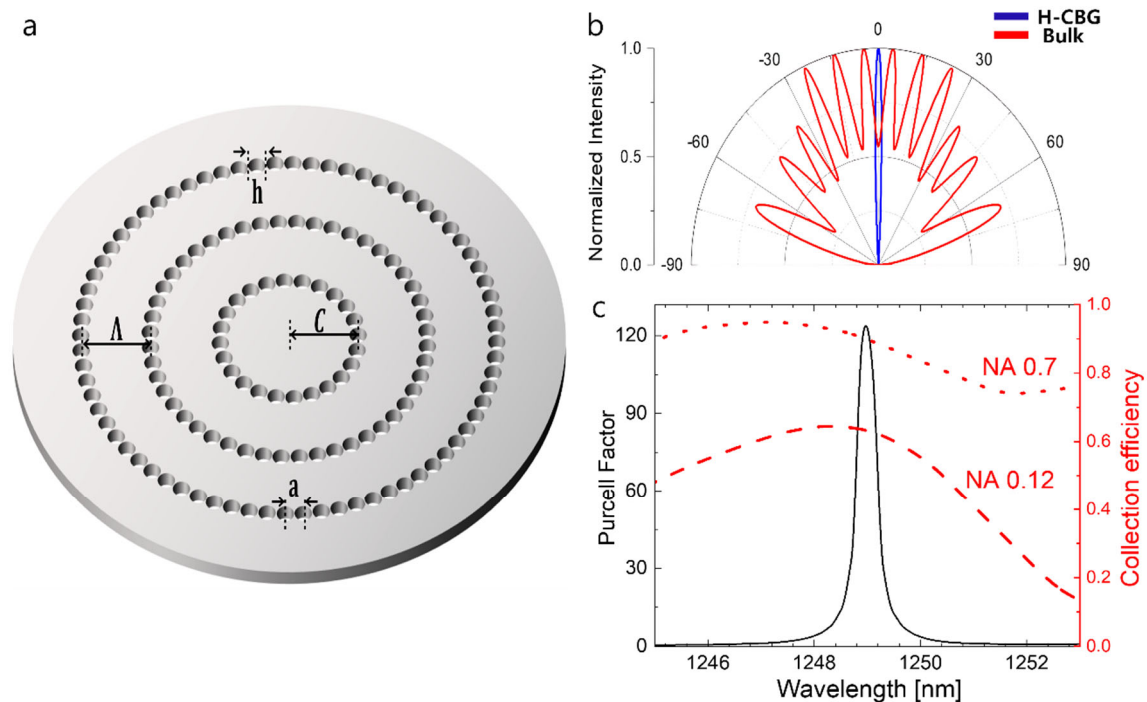 a
h
Λ
C
a
b
H-CBG
Bulk
Normalized Intensity
1.0
0.5
0.0
-90
-60
-30
0
30
60
90
c
Purcell Factor
120
90
60
30
0
NA 0.7
NA 0.12
1.0
0.8
0.6
0.4
0.2
0.0
Collection efficiency
1246 1248 1250 1252
Wavelength [nm]